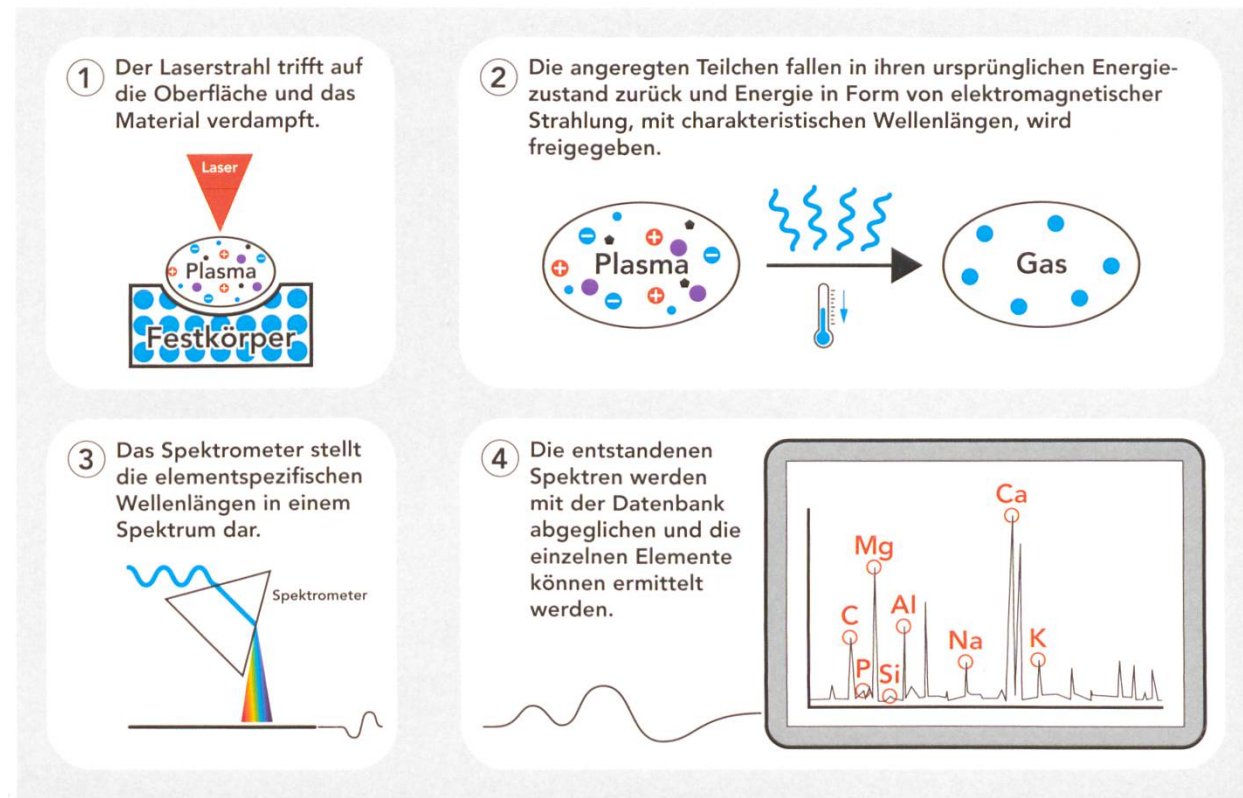 1
Der Laserstrahl trifft auf
die Oberfläche und das
Material verdampft.
Laser
Plasma
Festkörper
2
Die angeregten Teilchen fallen in ihren ursprünglichen Energie-
zustand zurück und Energie in Form von elektromagnetischer
Strahlung, mit charakteristischen Wellenlängen, wird
freigegeben.
Plasma
Gas
3
Das Spektrometer stellt
die elementspezifischen
Wellenlängen in einem
Spektrum dar.
Spektrometer
4
Die entstandenen
Spektren werden
mit der Datenbank
abgeglichen und die
einzelnen Elemente
können ermittelt
werden.
Ca
Mg
C
Al
P
Si
Na
K